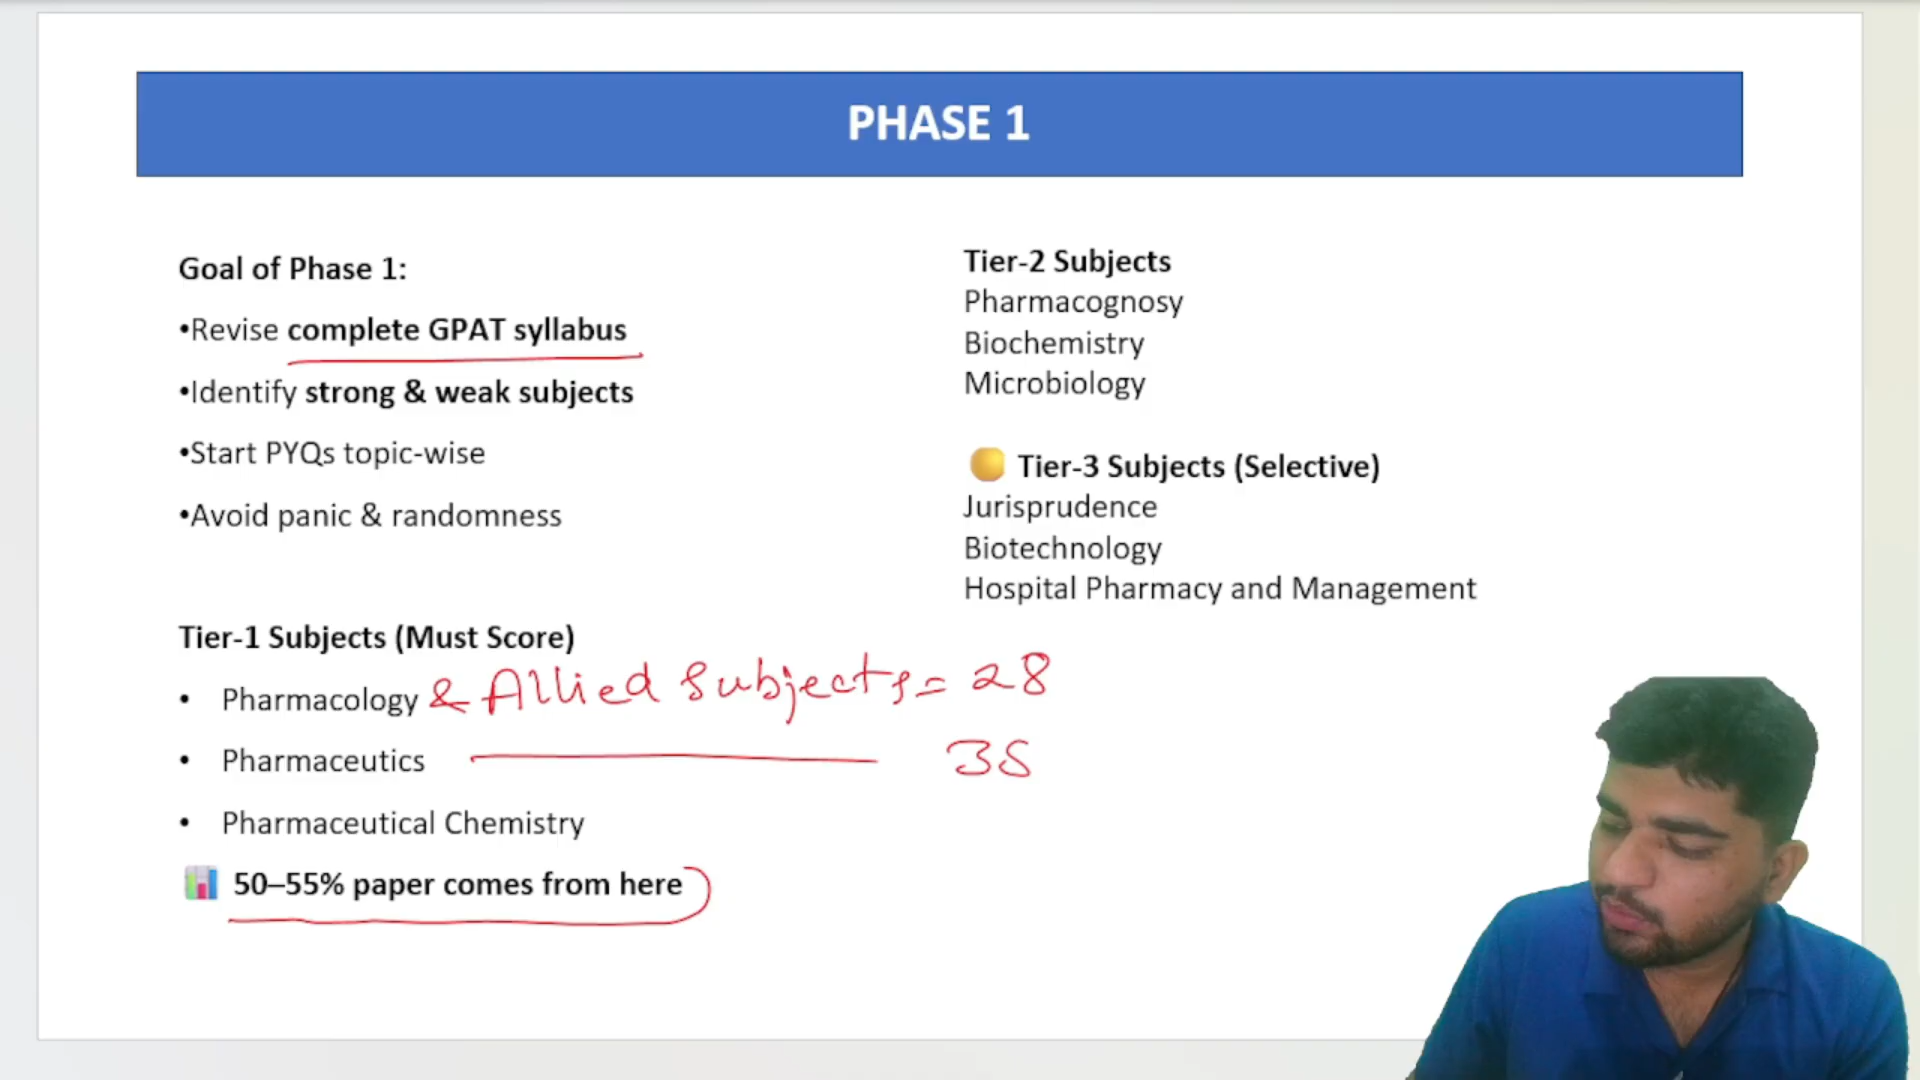 PHASE 1
Goal of Phase 1:
•Revise complete GPAT syllabus
•Identify strong & weak subjects
•Start PYQs topic-wise
•Avoid panic & randomness
Tier-1 Subjects (Must Score)
• Pharmacology & Allied Subjects = 28
• Pharmaceutics 38
• Pharmaceutical Chemistry
50–55% paper comes from here
Tier-2 Subjects
Pharmacognosy
Biochemistry
Microbiology
Tier-3 Subjects (Selective)
Jurisprudence
Biotechnology
Hospital Pharmacy and Management